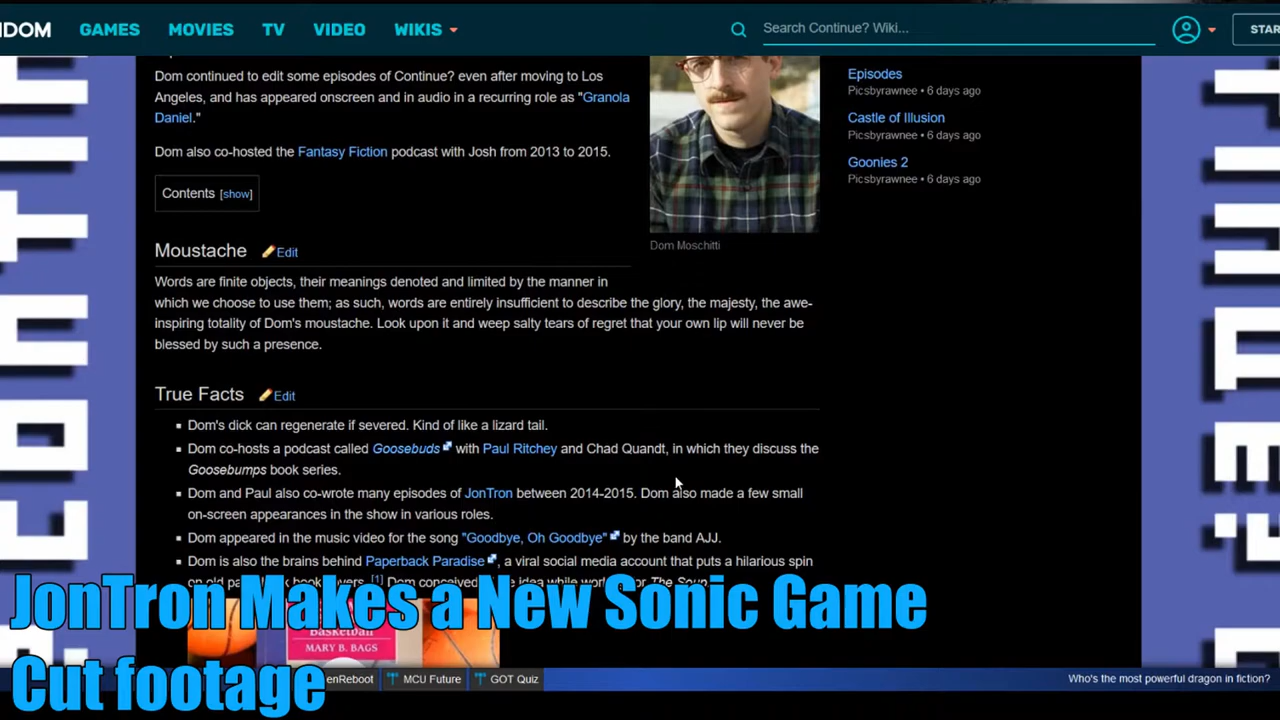 NDOM GAMES MOVIES TV VIDEO WIKIS Search Continue? Wiki... STAR
Dom continued to edit some episodes of Continue? even after moving to Los
Angeles, and has appeared onscreen and in audio in a recurring role as "Granola
Daniel."
Dom also co-hosted the Fantasy Fiction podcast with Josh from 2013 to 2015.
Contents [show]
Dom Moschitti
Episodes
Picsbyrawnee • 6 days ago
Castle of Illusion
Picsbyrawnee • 6 days ago
Goonies 2
Picsbyrawnee • 6 days ago
Moustache Edit
Words are finite objects, their meanings denoted and limited by the manner in
which we choose to use them; as such, words are entirely insufficient to describe the glory, the majesty, the awe-
inspiring totality of Dom's moustache. Look upon it and weep salty tears of regret that your own lip will never be
blessed by such a presence.
True Facts Edit
Dom's dick can regenerate if severed. Kind of like a lizard tail.
Dom co-hosts a podcast called Goosebuds with Paul Ritchey and Chad Quandt, in which they discuss the
Goosebumps book series.
Dom and Paul also co-wrote many episodes of JonTron between 2014-2015. Dom also made a few small
on-screen appearances in the show in various roles.
Dom appeared in the music video for the song "Goodbye, Oh Goodbye" by the band AJJ.
Dom is also the brains behind Paperback Paradise, a viral social media account that puts a hilarious spin
JonTron Makes a New Sonic Game
Cut footage
Basketball
MARY B. BAGS
enReboot MCU Future GOT Quiz Who's the most powerful dragon in fiction?